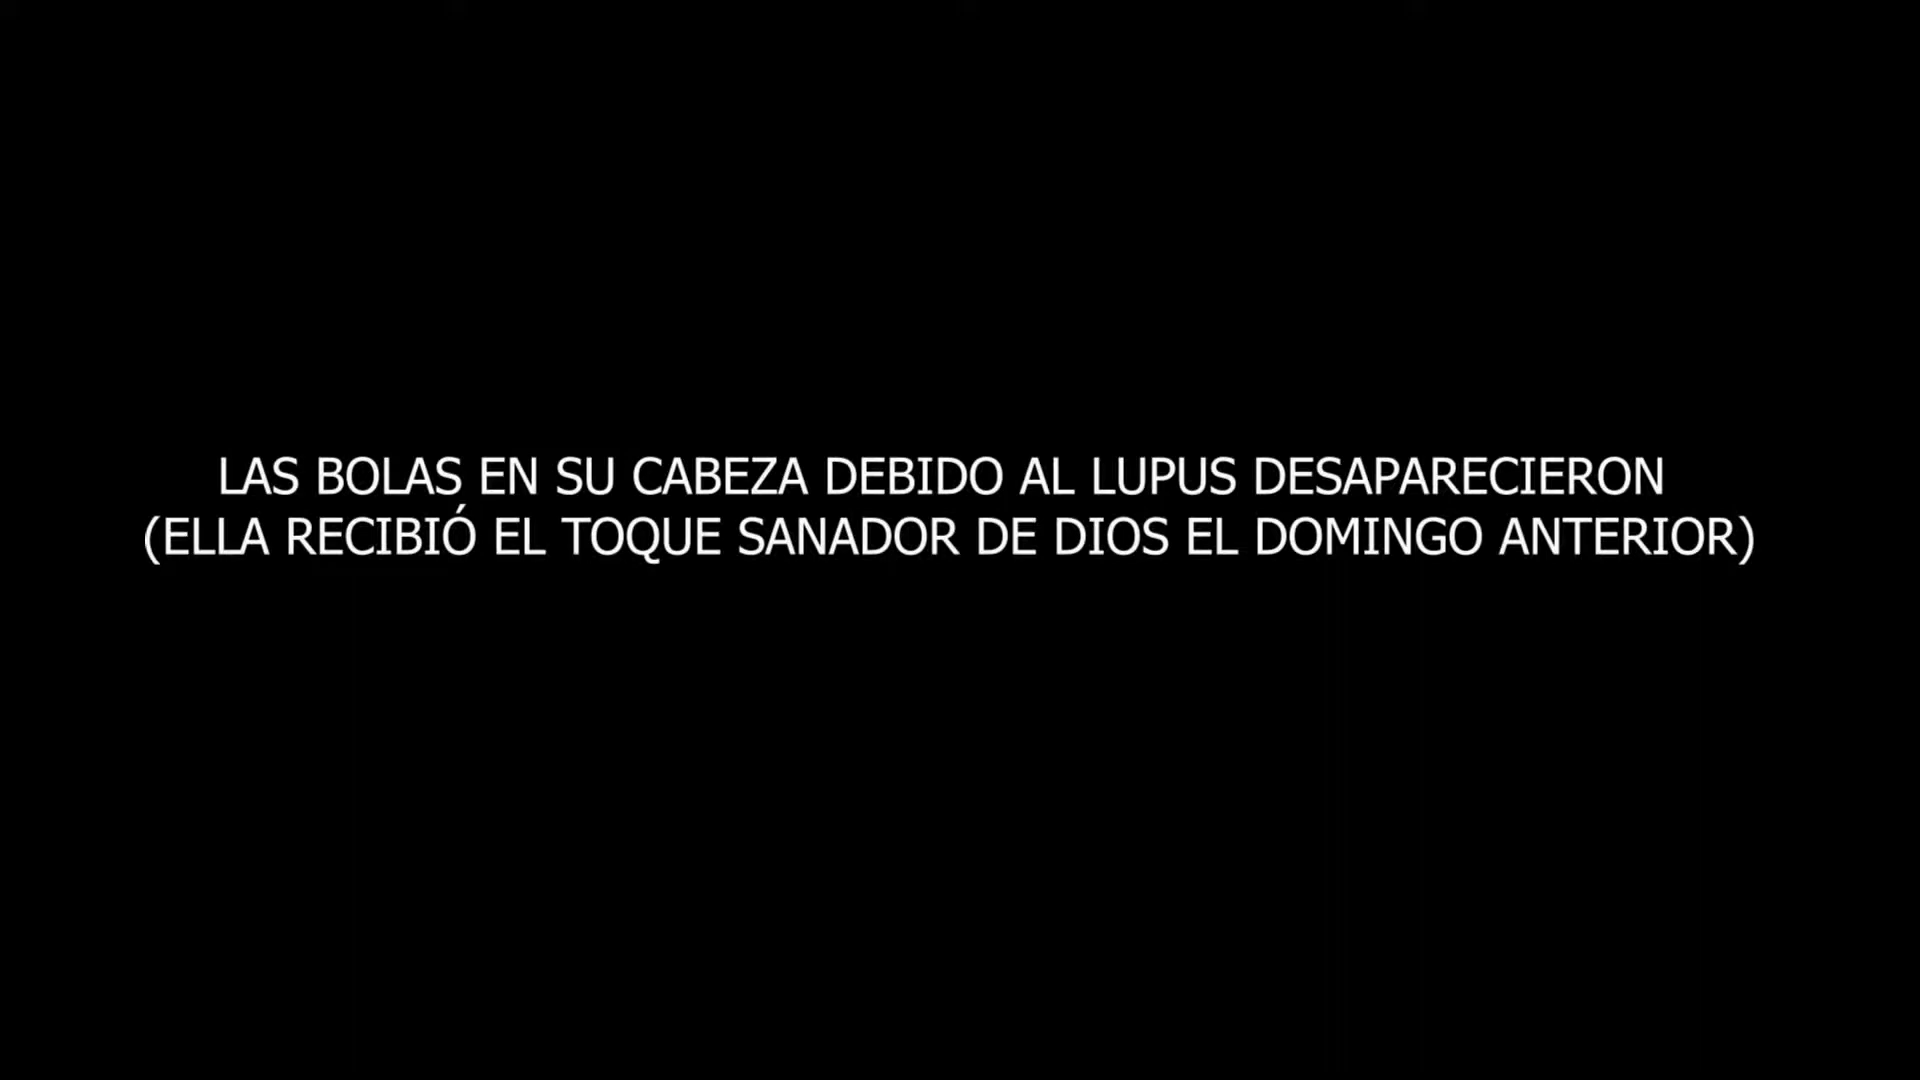 LAS BOLAS EN SU CABEZA DEBIDO AL LUPUS DESAPARECIERON
(ELLA RECIBIÓ EL TOQUE SANADOR DE DIOS EL DOMINGO ANTERIOR)